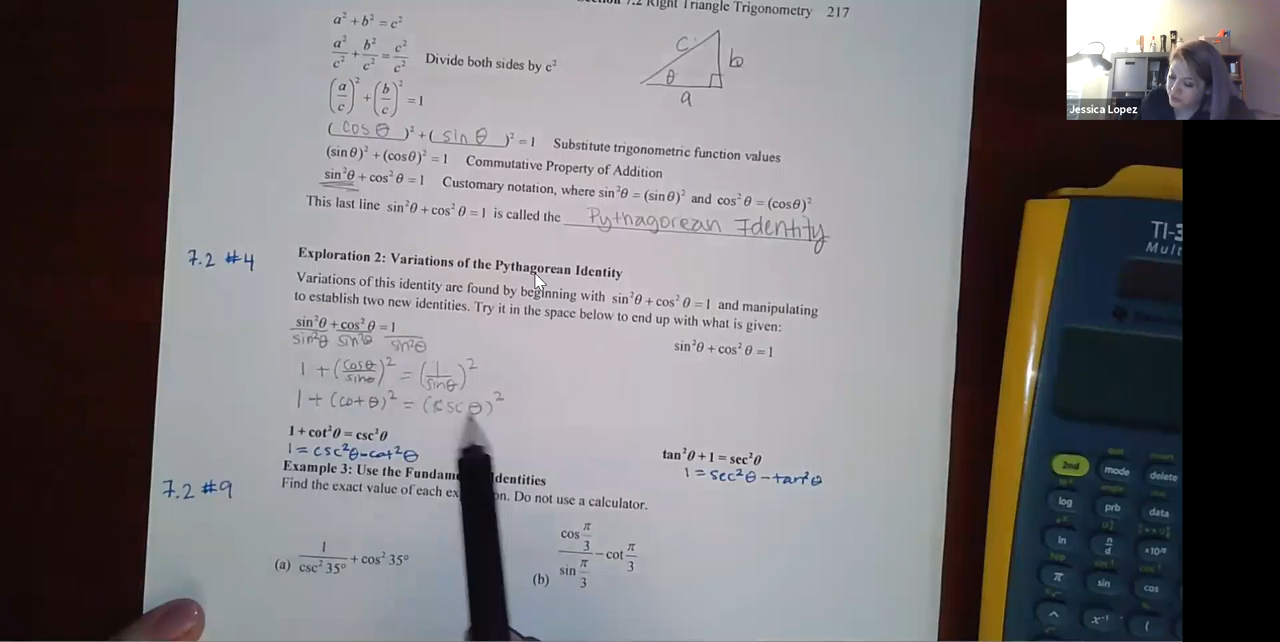 7.2 Right Triangle Trigonometry 217
a² + b² = c²
a²/c² + b²/c² = c²/c² Divide both sides by c²
(a/c)² + (b/c)² = 1
c
b
θ
a
(cos θ)² + (sin θ)² = 1 Substitute trigonometric function values
(sin θ)² + (cos θ)² = 1 Commutative Property of Addition
sin²θ + cos²θ = 1 Customary notation, where sin²θ = (sin θ)² and cos²θ = (cos θ)²
This last line sin²θ + cos²θ = 1 is called the Pythagorean Identity
7.2 #4
Exploration 2: Variations of the Pythagorean Identity
Variations of this identity are found by beginning with sin²θ + cos²θ = 1 and manipulating
to establish two new identities. Try it in the space below to end up with what is given:
sin²θ + cos²θ = 1
sin²θ sin²θ sin²θ
sin²θ + cos²θ = 1
1 + (cosθ/sinθ)² = (1/sinθ)²
1 + (cot θ)² = (csc θ)²
1 + cot²θ = csc²θ
1 = csc²θ - cot²θ
tan²θ + 1 = sec²θ
1 = sec²θ - tan²θ
7.2 #9
Example 3: Use the Identities
Find the exact value of each Do not use a calculator.
(a) 1/csc² 35° + cos² 35°
(b) cos π/3 / sin π/3 − cot π/3
Jessica Lopez
TI-3
Mult
2nd mode delete
log prb data
ln n/d ×10ⁿ
π sin cos
^ x⁻¹ (